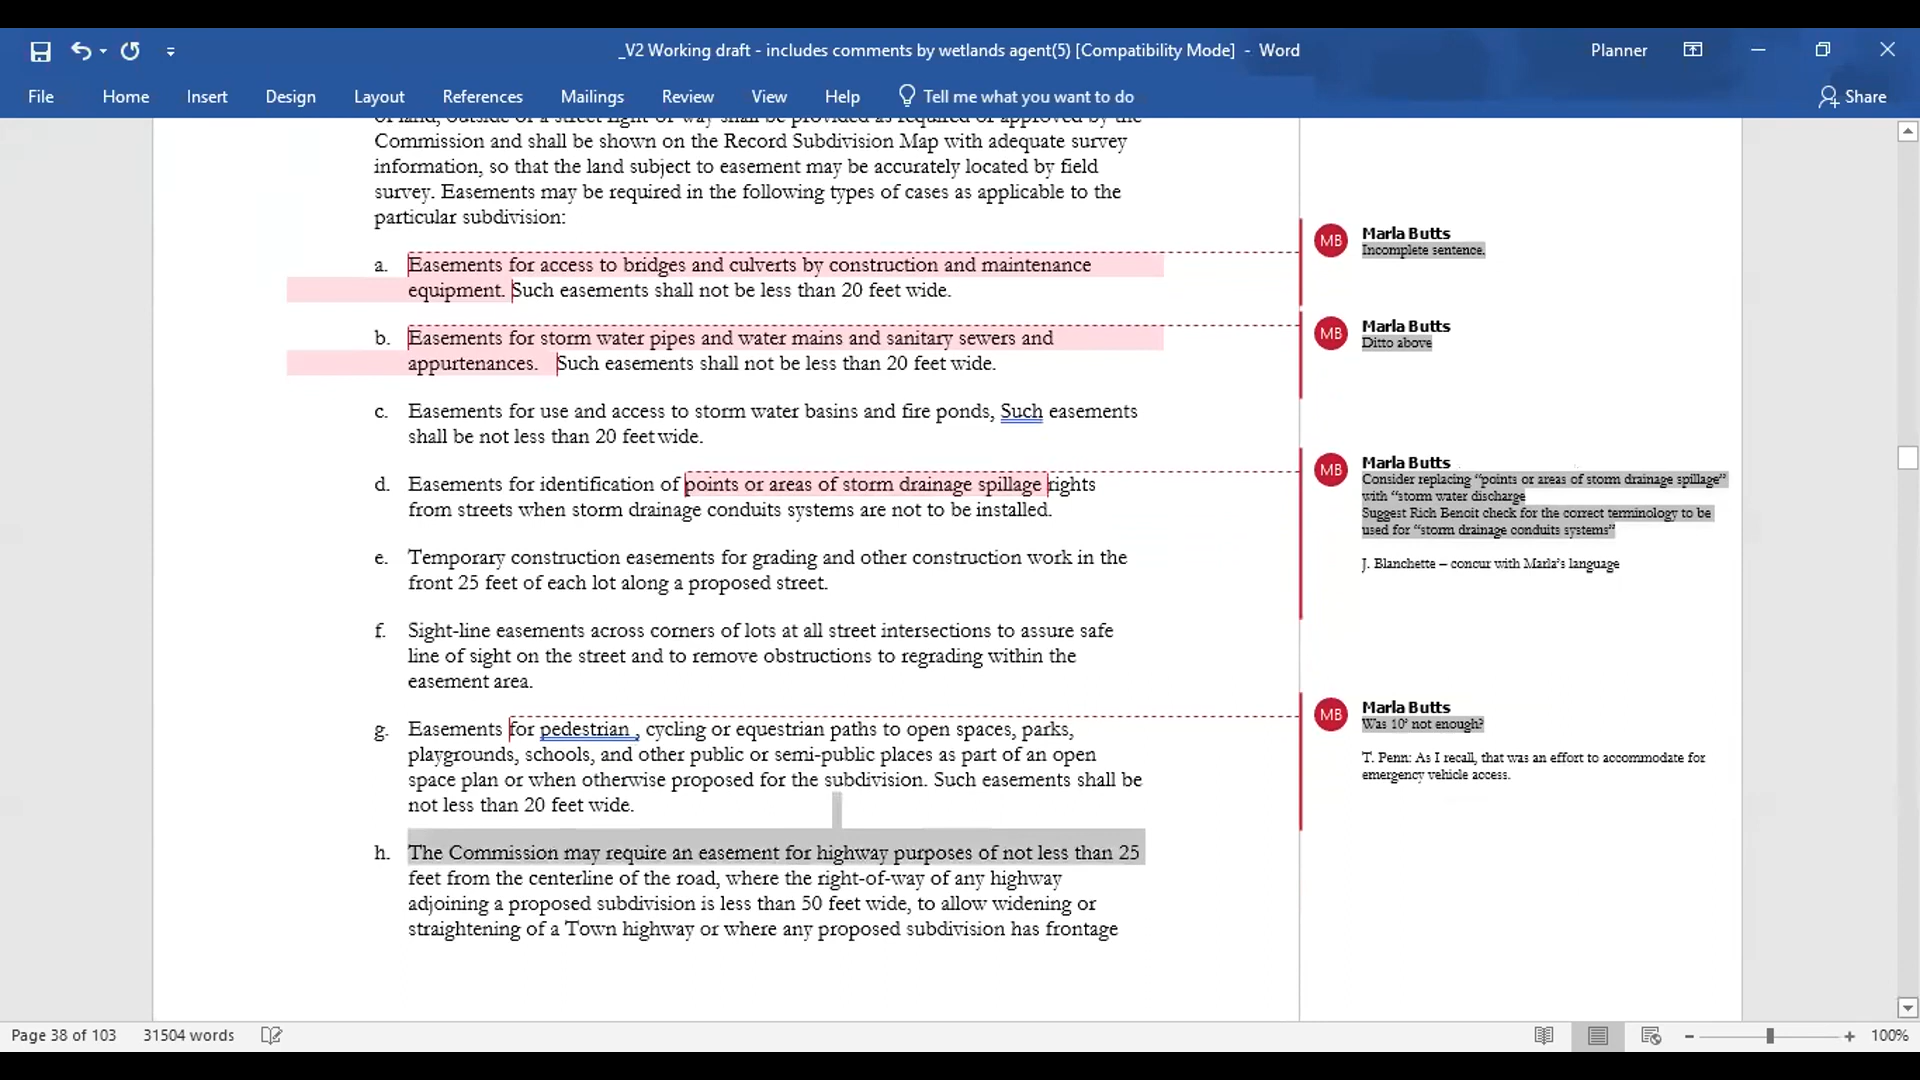 _V2 Working draft - includes comments by wetlands agent(5) [Compatibility Mode] - Word
Planner
File Home Insert Design Layout References Mailings Review View Help Tell me what you want to do Share
of land, outside of a street right of way shall be provided as required or approved by the
Commission and shall be shown on the Record Subdivision Map with adequate survey
information, so that the land subject to easement may be accurately located by field
survey. Easements may be required in the following types of cases as applicable to the
particular subdivision:
a. Easements for access to bridges and culverts by construction and maintenance
equipment. Such easements shall not be less than 20 feet wide.
b. Easements for storm water pipes and water mains and sanitary sewers and
appurtenances. Such easements shall not be less than 20 feet wide.
c. Easements for use and access to storm water basins and fire ponds, Such easements
shall be not less than 20 feet wide.
d. Easements for identification of points or areas of storm drainage spillage rights
from streets when storm drainage conduits systems are not to be installed.
e. Temporary construction easements for grading and other construction work in the
front 25 feet of each lot along a proposed street.
f. Sight-line easements across corners of lots at all street intersections to assure safe
line of sight on the street and to remove obstructions to regrading within the
easement area.
g. Easements for pedestrian , cycling or equestrian paths to open spaces, parks,
playgrounds, schools, and other public or semi-public places as part of an open
space plan or when otherwise proposed for the subdivision. Such easements shall be
not less than 20 feet wide.
h. The Commission may require an easement for highway purposes of not less than 25
feet from the centerline of the road, where the right-of-way of any highway
adjoining a proposed subdivision is less than 50 feet wide, to allow widening or
straightening of a Town highway or where any proposed subdivision has frontage
MB Marla Butts
Incomplete sentence.
MB Marla Butts
Ditto above
MB Marla Butts
Consider replacing “points or areas of storm drainage spillage”
with “storm water discharge
Suggest Rich Benoit check for the correct terminology to be
used for “storm drainage conduits systems”
J. Blanchette – concur with Marla’s language
MB Marla Butts
Was 10’ not enough?
T. Penn: As I recall, that was an effort to accommodate for
emergency vehicle access.
Page 38 of 103 31504 words
100%